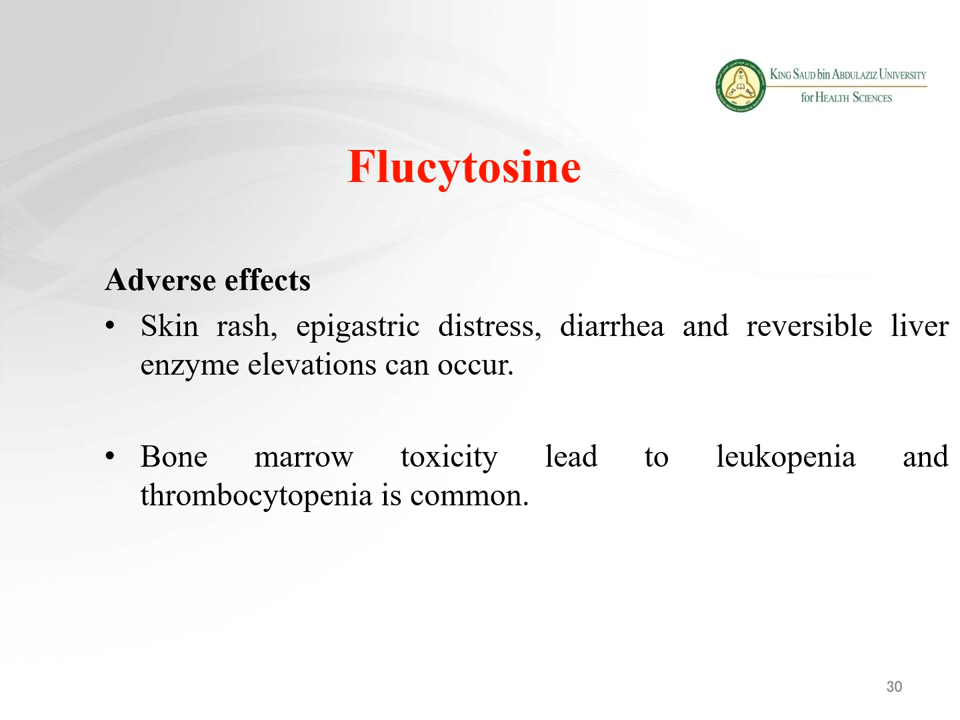 KING SAUD bin ABDULAZIZ UNIVERSITY
for HEALTH SCIENCES
Flucytosine
Adverse effects
• Skin rash, epigastric distress, diarrhea and reversible liver
enzyme elevations can occur.
• Bone marrow toxicity lead to leukopenia and
thrombocytopenia is common.
30